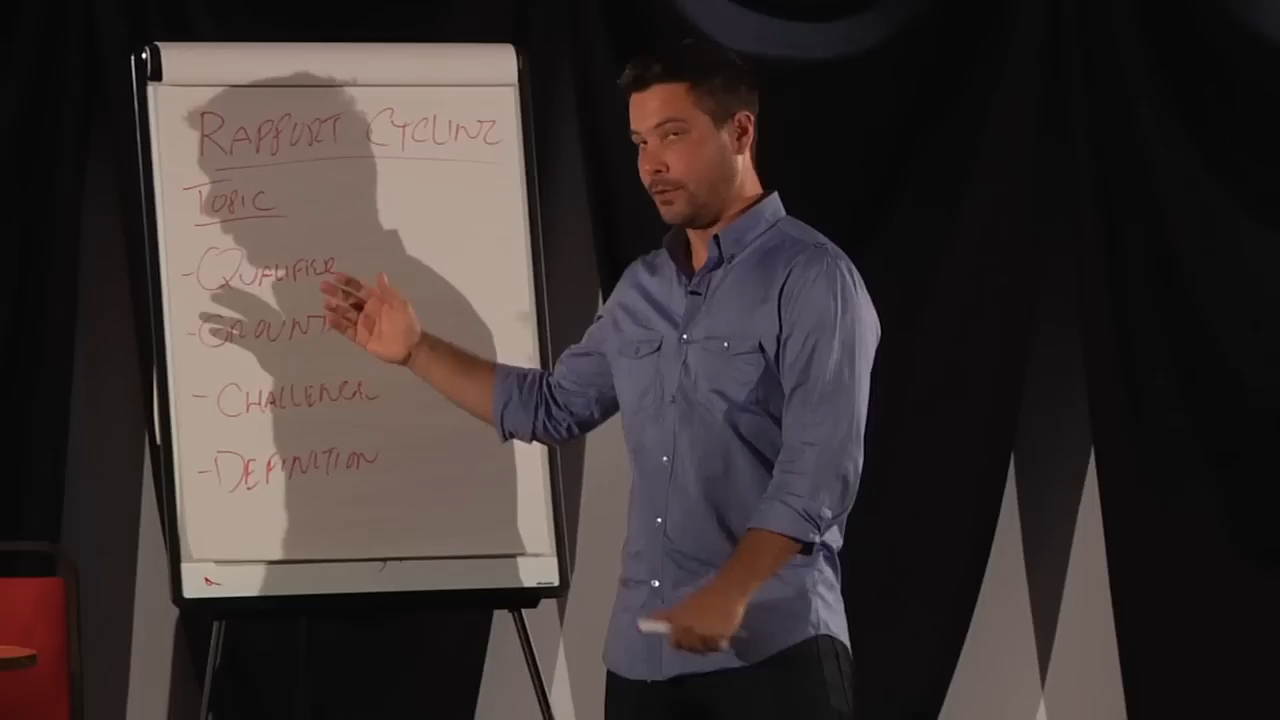 RAPPORT CYCLING
TOPIC
- QUALIFIER
- CHALLENGE
- DEFINITION